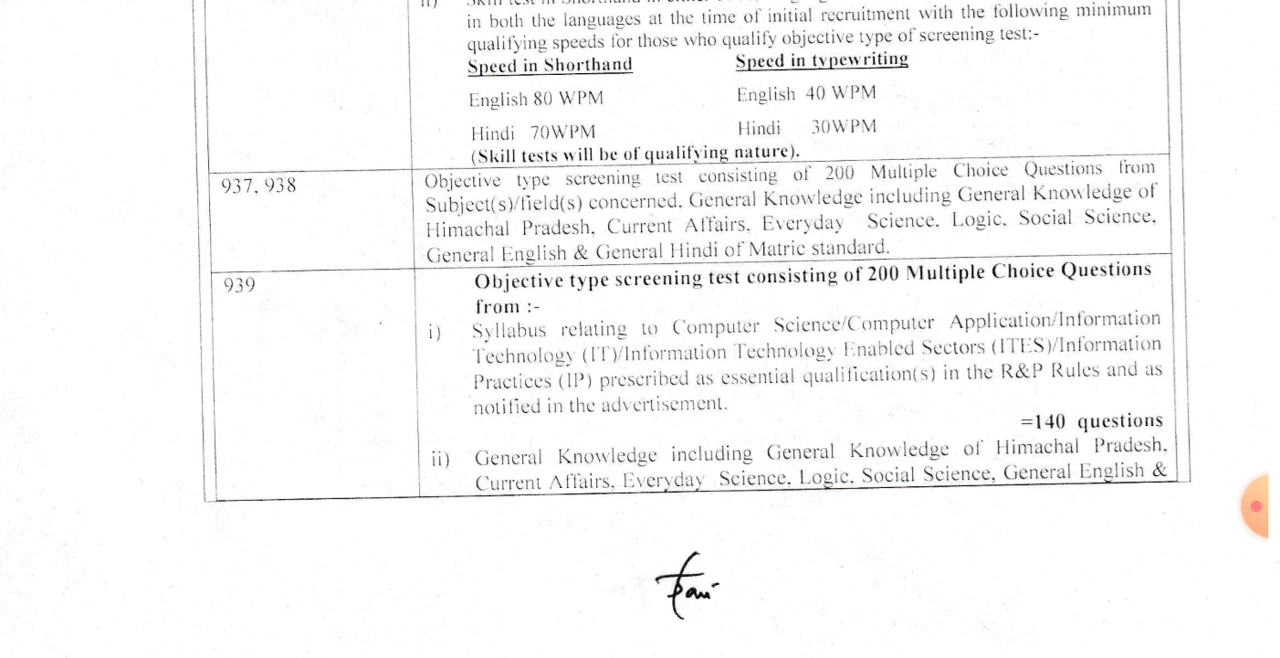 in both the languages at the time of initial recruitment with the following minimum
qualifying speeds for those who qualify objective type of screening test:-
Speed in Shorthand Speed in typewriting
English 80 WPM English 40 WPM
Hindi 70WPM Hindi 30WPM
(Skill tests will be of qualifying nature).
937, 938 Objective type screening test consisting of 200 Multiple Choice Questions from
Subject(s)/field(s) concerned, General Knowledge including General Knowledge of
Himachal Pradesh, Current Affairs, Everyday Science, Logic, Social Science,
General English & General Hindi of Matric standard.
939 Objective type screening test consisting of 200 Multiple Choice Questions
from :-
i) Syllabus relating to Computer Science/Computer Application/Information
Technology (IT)/Information Technology Enabled Sectors (ITES)/Information
Practices (IP) prescribed as essential qualification(s) in the R&P Rules and as
notified in the advertisement.
=140 questions
ii) General Knowledge including General Knowledge of Himachal Pradesh,
Current Affairs, Everyday Science, Logic, Social Science, General English &